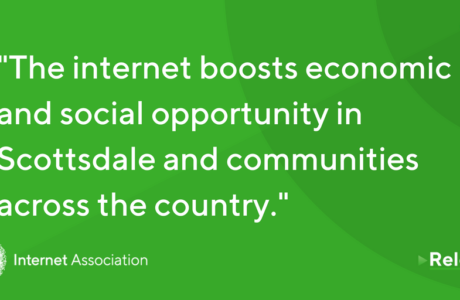 "The internet boosts economic
and social opportunity in
Scottsdale and communities
across the country."
Internet Association